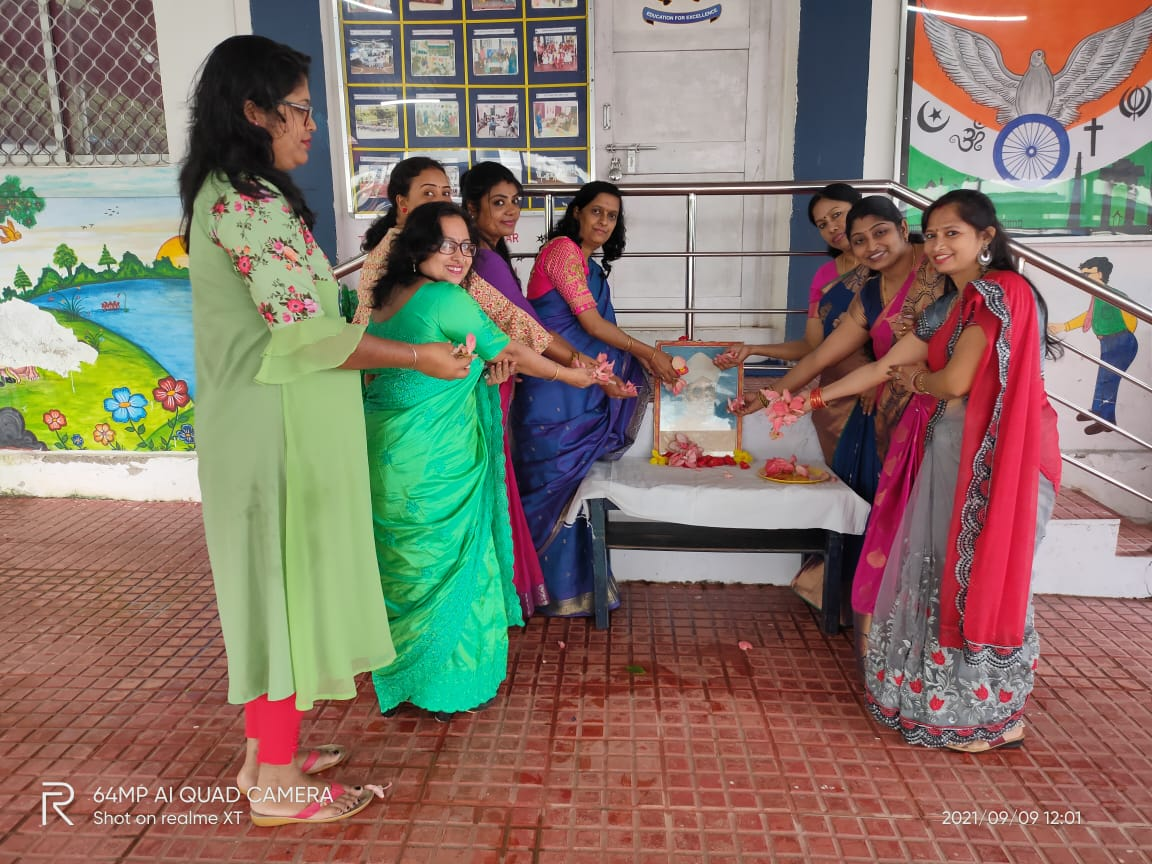 EDUCATION FOR EXCELLENCE.
64MP AI QUAD CAMERA
Shot on realme XT
2021/09/09 12:01